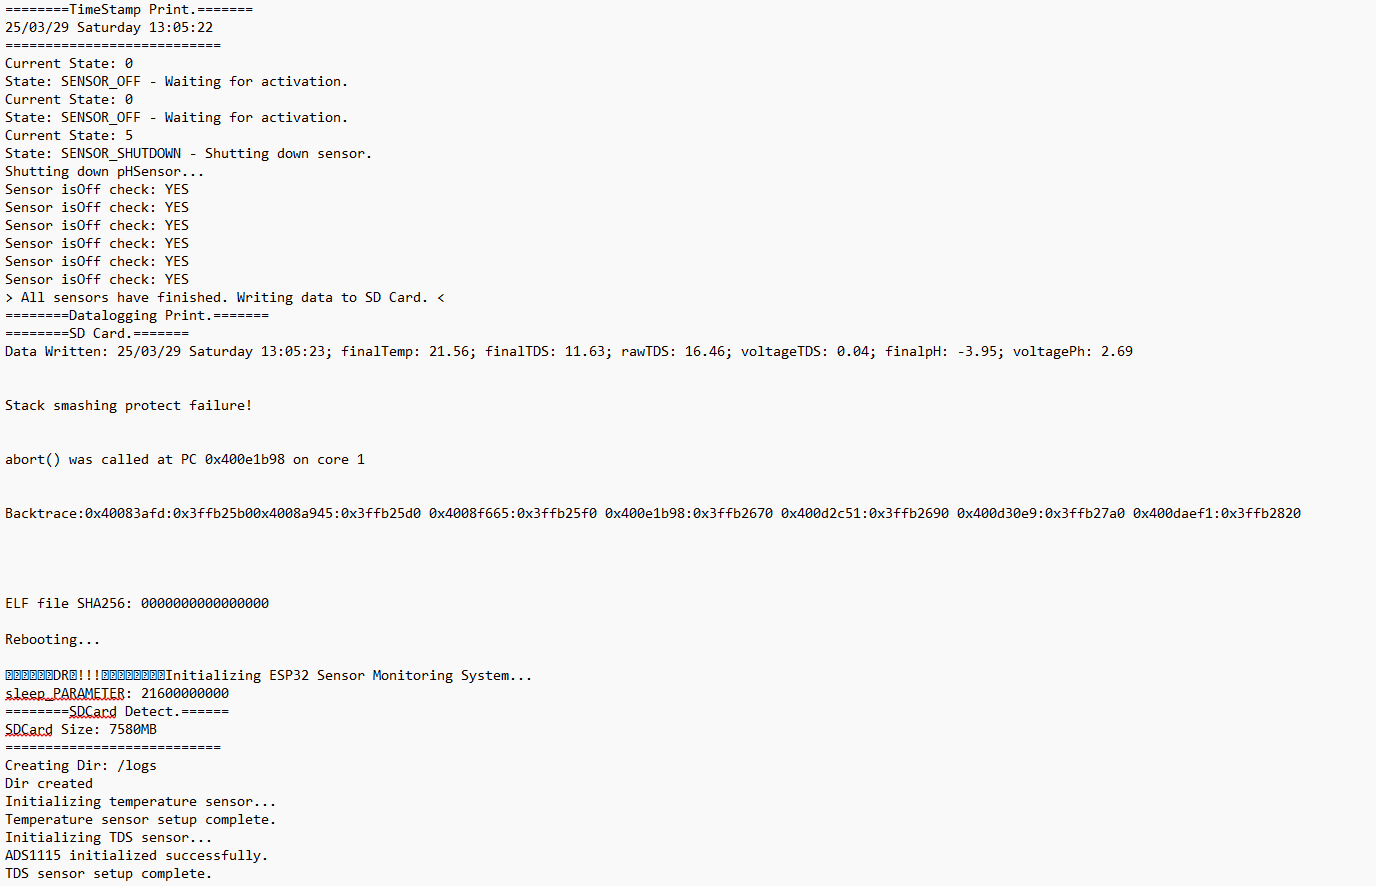 ========TimeStamp Print.=======
25/03/29 Saturday 13:05:22
===========================
Current State: 0
State: SENSOR_OFF - Waiting for activation.
Current State: 0
State: SENSOR_OFF - Waiting for activation.
Current State: 5
State: SENSOR_SHUTDOWN - Shutting down sensor.
Shutting down pHSensor...
Sensor isOff check: YES
Sensor isOff check: YES
Sensor isOff check: YES
Sensor isOff check: YES
Sensor isOff check: YES
Sensor isOff check: YES
> All sensors have finished. Writing data to SD Card. <
========Datalogging Print.=======
========SD Card.=======
Data Written: 25/03/29 Saturday 13:05:23; finalTemp: 21.56; finalTDS: 11.63; rawTDS: 16.46; voltageTDS: 0.04; finalpH: -3.95; voltagePh: 2.69
Stack smashing protect failure!
abort() was called at PC 0x400e1b98 on core 1
Backtrace:0x40083afd:0x3ffb25b00x4008a945:0x3ffb25d0 0x4008f665:0x3ffb25f0 0x400e1b98:0x3ffb2670 0x400d2c51:0x3ffb2690 0x400d30e9:0x3ffb27a0 0x400daef1:0x3ffb2820
ELF file SHA256: 0000000000000000
Rebooting...
⍰⍰⍰⍰⍰⍰DR⍰!!!⍰⍰⍰⍰⍰⍰⍰⍰Initializing ESP32 Sensor Monitoring System...
sleep_PARAMETER: 21600000000
========SDCard Detect.======
SDCard Size: 7580MB
===========================
Creating Dir: /logs
Dir created
Initializing temperature sensor...
Temperature sensor setup complete.
Initializing TDS sensor...
ADS1115 initialized successfully.
TDS sensor setup complete.